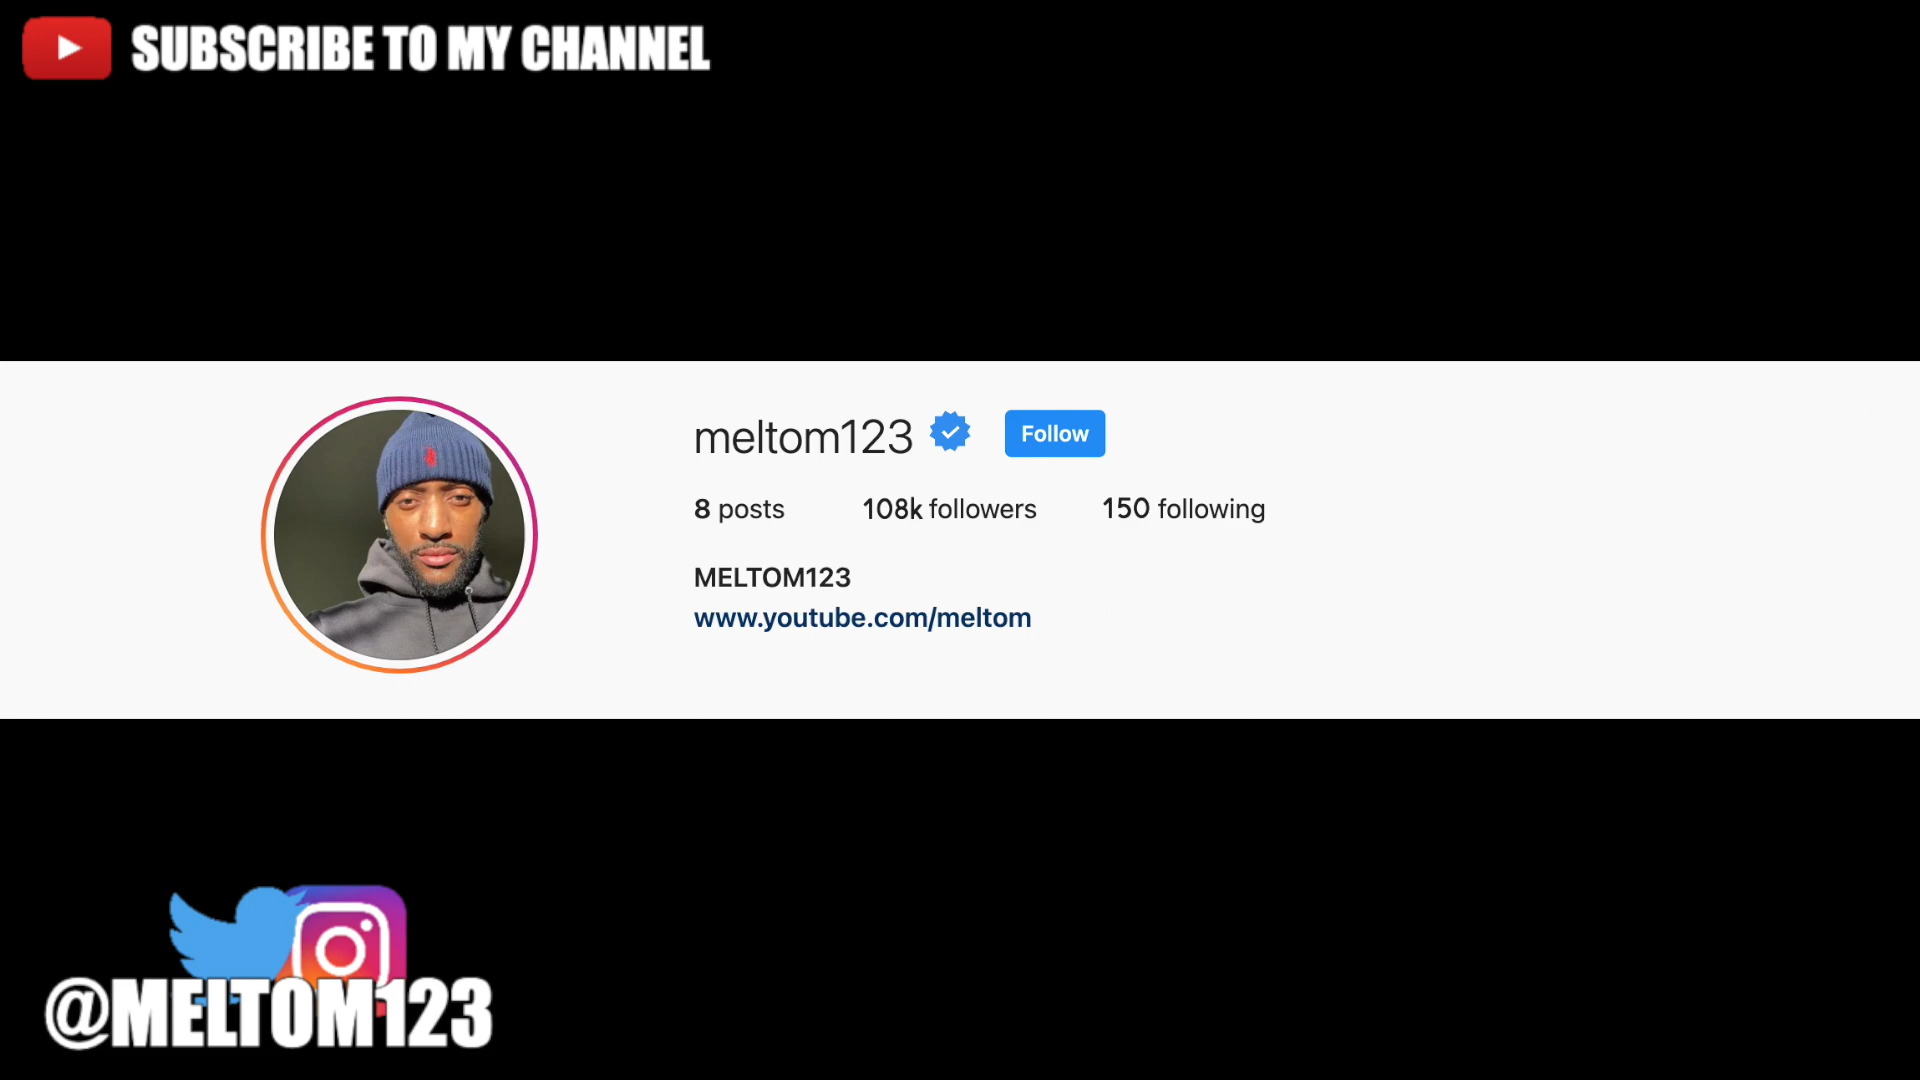 SUBSCRIBE TO MY CHANNEL
meltom123 Follow
8 posts 108k followers 150 following
MELTOM123
www.youtube.com/meltom
@MELTOM123